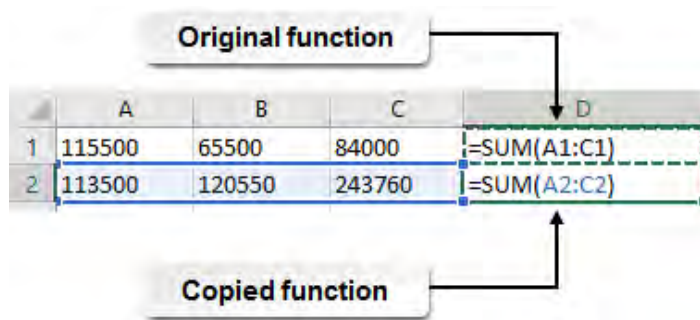 Original function
A B C D
1 115500 65500 84000 =SUM(A1:C1)
2 113500 120550 243760 =SUM(A2:C2)
Copied function